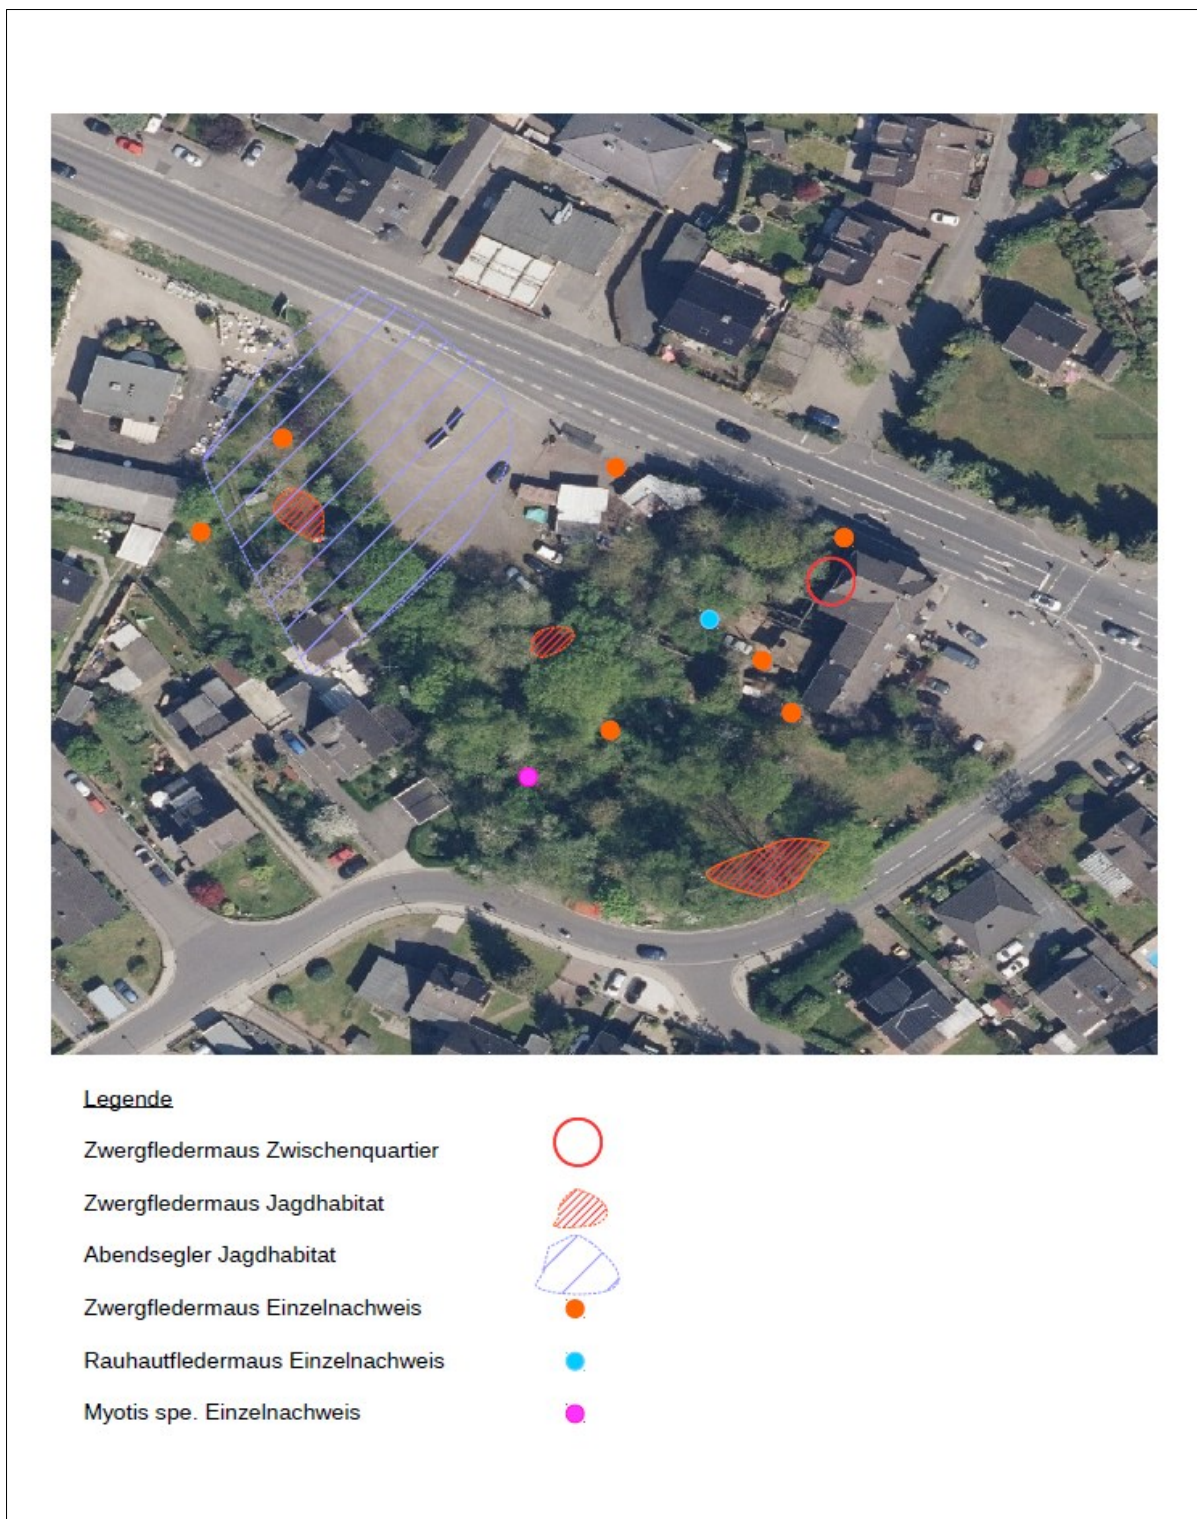 Legende
Zwergfledermaus Zwischenquartier
Zwergfledermaus Jagdhabitat
Abendsegler Jagdhabitat
Zwergfledermaus Einzelnachweis
Rauhautfledermaus Einzelnachweis
Myotis spe. Einzelnachweis